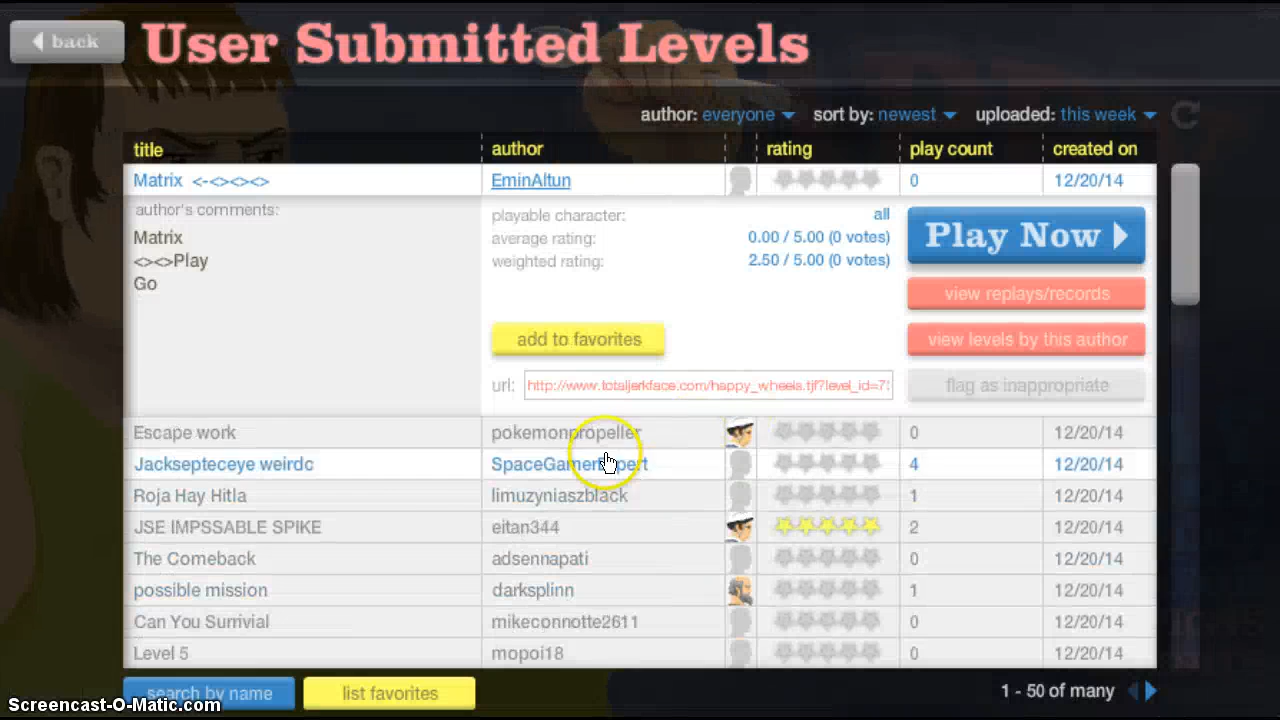 back
User Submitted Levels
author: everyone sort by: newest uploaded: this week
title author rating play count created on
Matrix <-<><><> EminAltun 0 12/20/14
author's comments:
Matrix
<><>Play
Go
playable character: all
average rating: 0.00 / 5.00 (0 votes)
weighted rating: 2.50 / 5.00 (0 votes)
Play Now
view replays/records
add to favorites
view levels by this author
url: http://www.totaljerkface.com/happy_wheels.tjf?level_id=7
flag as inappropriate
Escape work pokemonpropeller 0 12/20/14
Jacksepteceye weirdc SpaceGamerExpert 4 12/20/14
Roja Hay Hitla limuzyniaszblack 1 12/20/14
JSE IMPSSABLE SPIKE eitan344 2 12/20/14
The Comeback adsennapati 0 12/20/14
possible mission darksplinn 1 12/20/14
Can You Surrivial mikeconnotte2611 0 12/20/14
Level 5 mopoi18 0 12/20/14
search by name list favorites 1 - 50 of many
Screencast-O-Matic.com